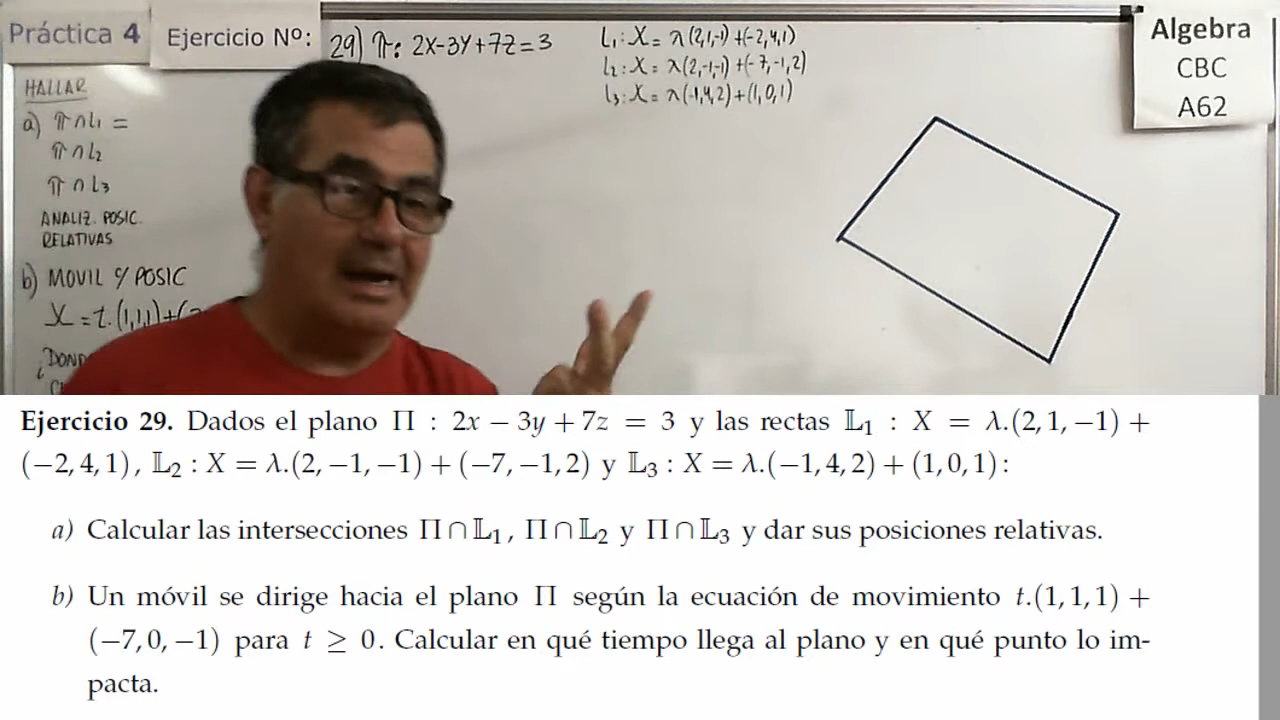 Práctica 4
Ejercicio Nº:
29) π: 2X-3Y+7Z=3
L₁: X = λ(2,1,-1)+(-2,4,1)
L₂: X = λ(2,-1,-1)+(-7,-1,2)
L₃: X = λ(-1,4,2)+(1,0,1)
Algebra
CBC
A62
HALLAR
a) π∩L₁ =
π∩L₂
π∩L₃
ANALIZ. POSIC.
RELATIVAS
b) MOVIL c/ POSIC
X = t.(1,1,1)+(
¿DOND
Ejercicio 29. Dados el plano Π : 2x − 3y + 7z = 3 y las rectas 𝕃₁ : X = λ.(2, 1, −1) +
(−2, 4, 1), 𝕃₂ : X = λ.(2, −1, −1) + (−7, −1, 2) y 𝕃₃ : X = λ.(−1, 4, 2) + (1, 0, 1):
a) Calcular las intersecciones Π ∩ 𝕃₁, Π ∩ 𝕃₂ y Π ∩ 𝕃₃ y dar sus posiciones relativas.
b) Un móvil se dirige hacia el plano Π según la ecuación de movimiento t.(1, 1, 1) +
(−7, 0, −1) para t ≥ 0. Calcular en qué tiempo llega al plano y en qué punto lo im-
pacta.